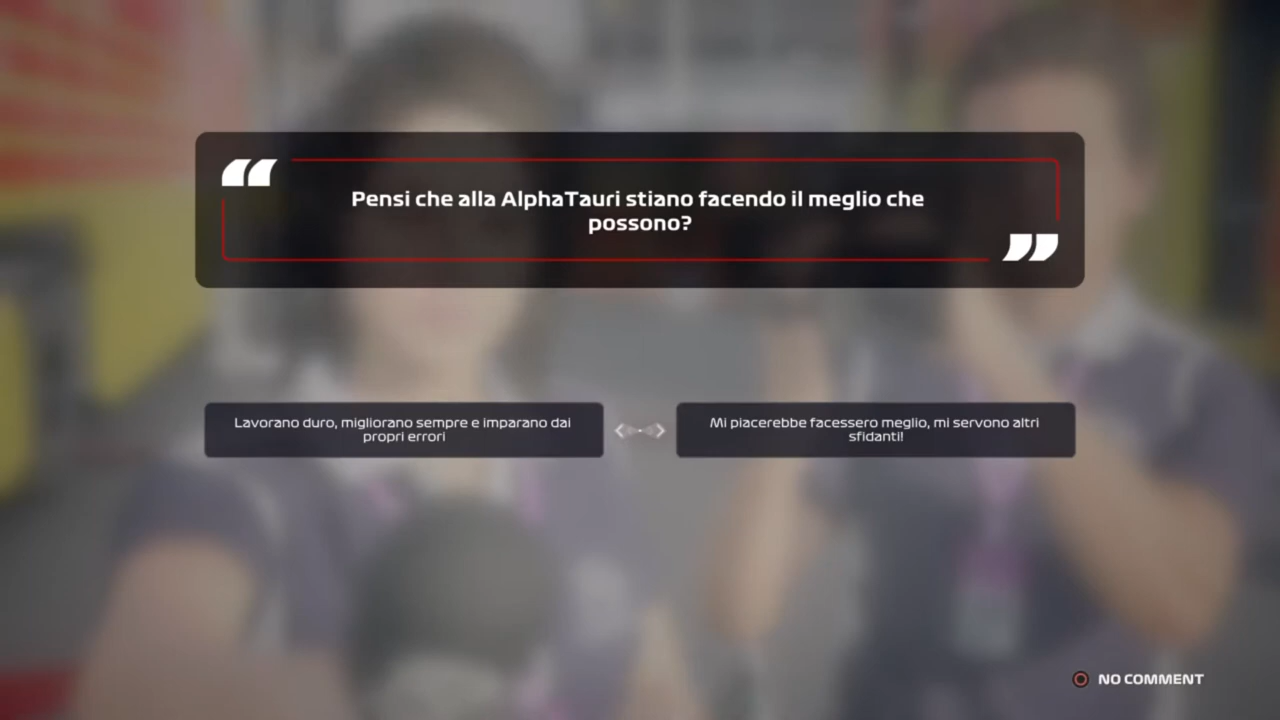 Pensi che alla AlphaTauri stiano facendo il meglio che
possono?
Lavorano duro, migliorano sempre e imparano dai
propri errori
Mi piacerebbe facessero meglio, mi servono altri
sfidanti!
NO COMMENT